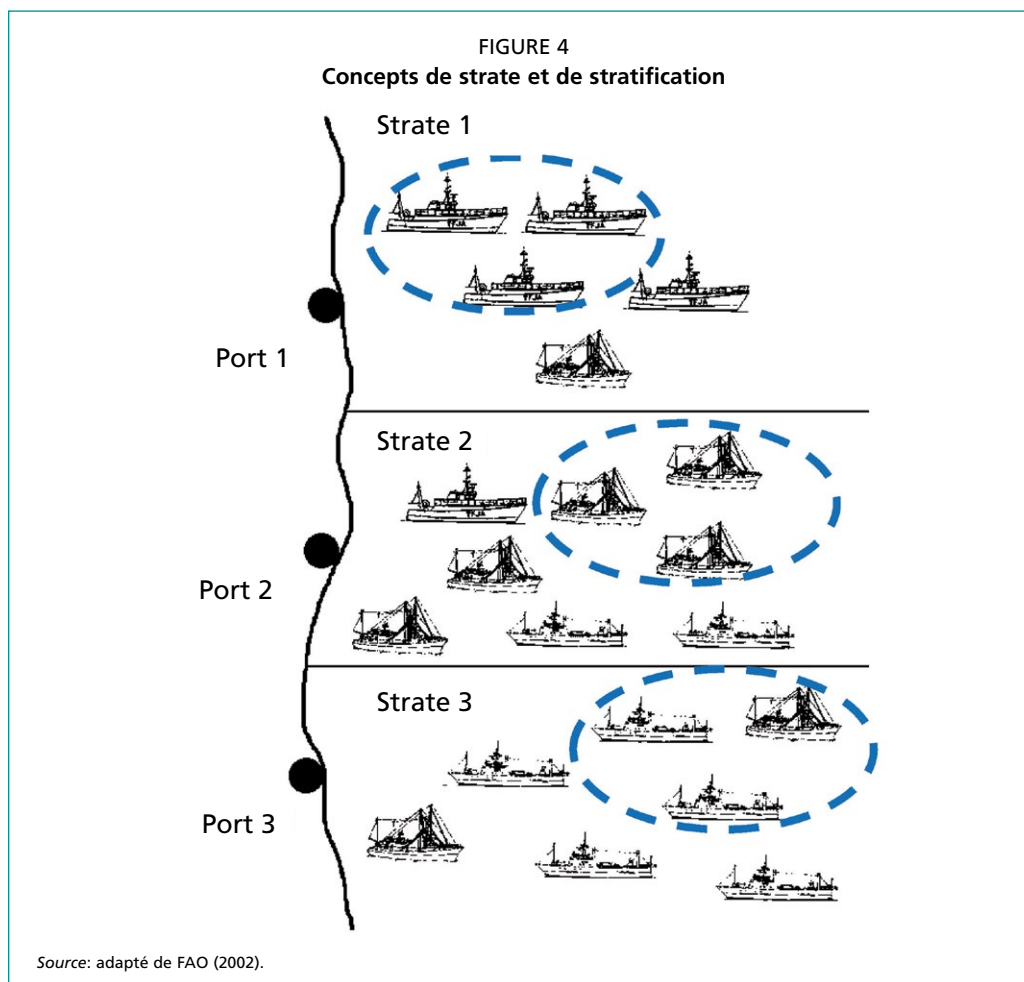 FIGURE 4
Concepts de strate et de stratification
Strate 1
Port 1
Strate 2
Port 2
Strate 3
Port 3
Source: adapté de FAO (2002).